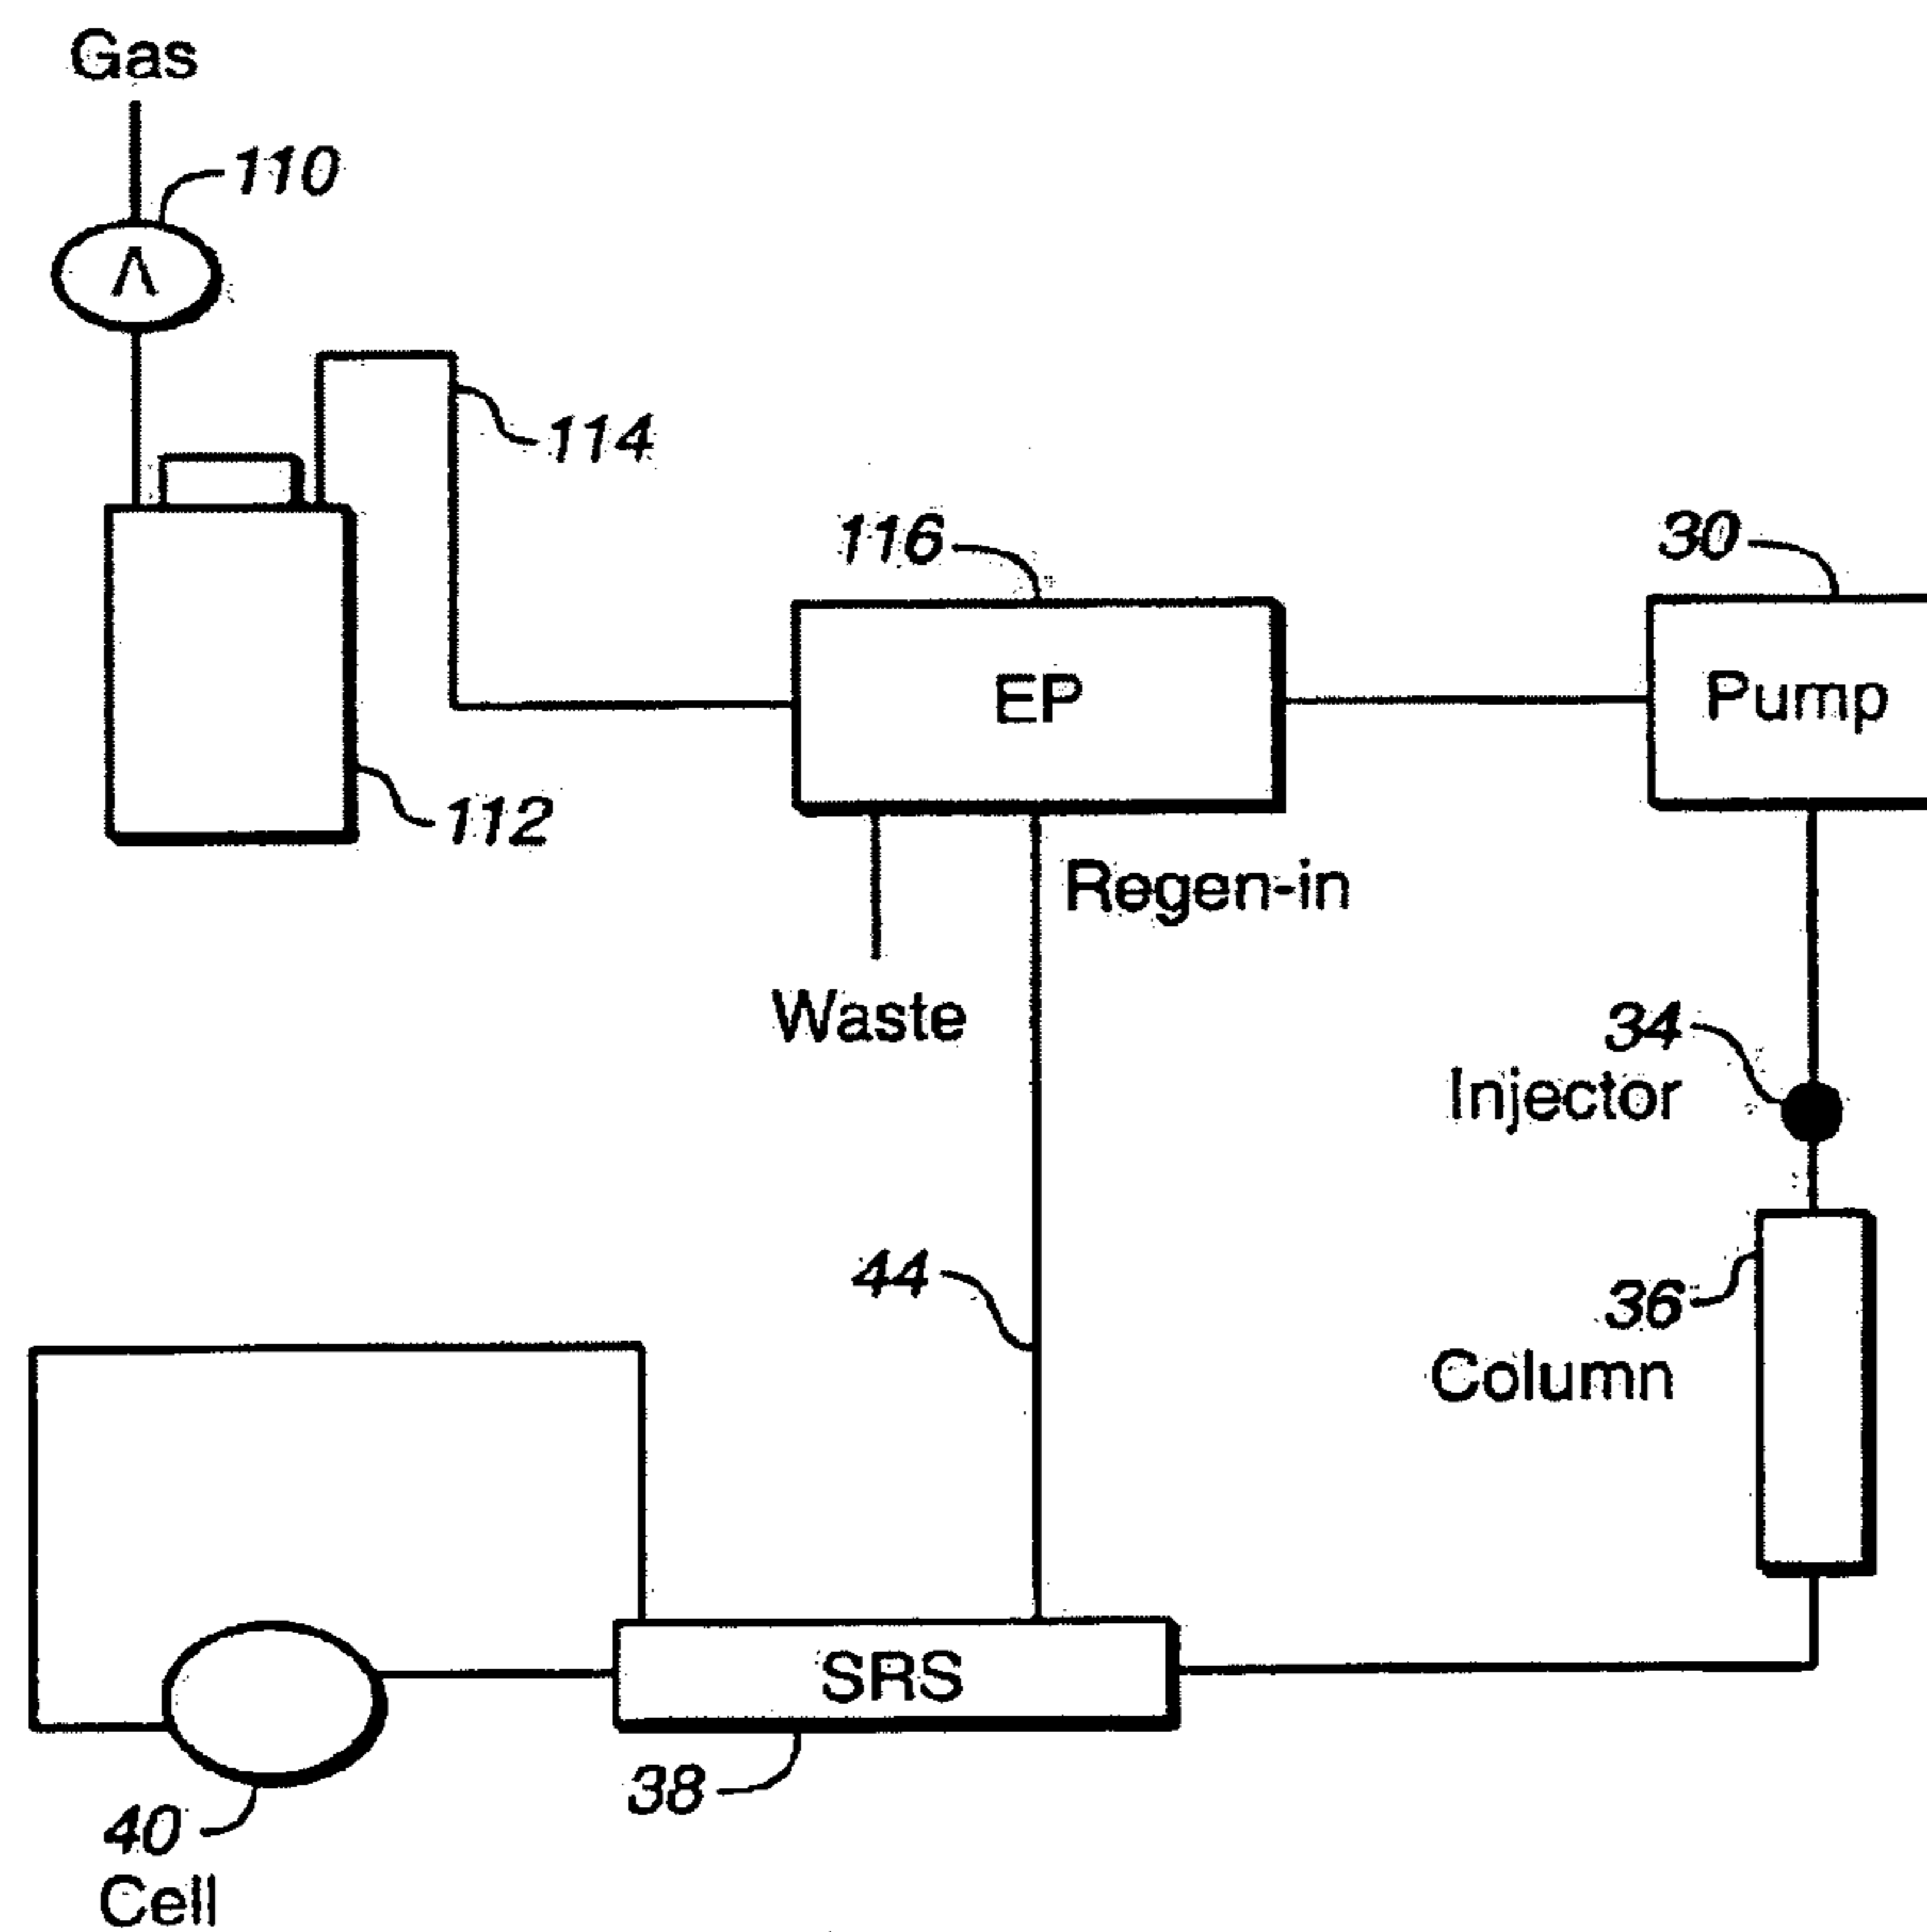 Gas
110
Λ
114
116
30
EP
Pump
112
Regen-in
Waste
34
Injector
44
36
Column
SRS
38
40
Cell